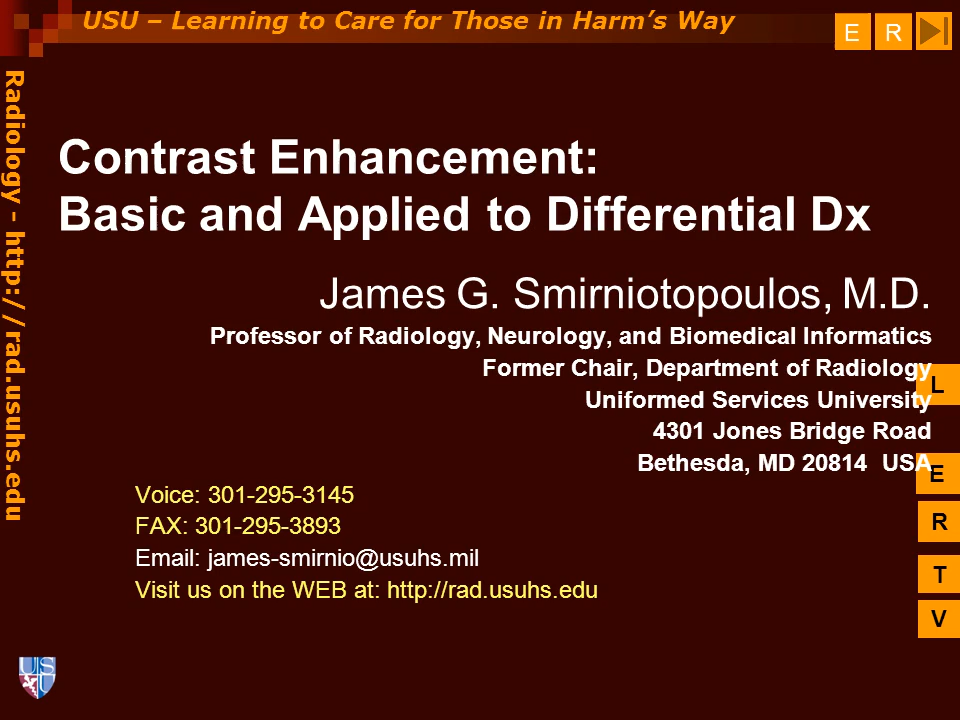 USU – Learning to Care for Those in Harm's Way
E R
Radiology - http://rad.usuhs.edu
Contrast Enhancement:
Basic and Applied to Differential Dx
James G. Smirniotopoulos, M.D.
Professor of Radiology, Neurology, and Biomedical Informatics
Former Chair, Department of Radiology
Uniformed Services University
4301 Jones Bridge Road
Bethesda, MD 20814  USA
Voice: 301-295-3145
FAX: 301-295-3893
Email: james-smirnio@usuhs.mil
Visit us on the WEB at: http://rad.usuhs.edu
L
E
R
T
V
USU